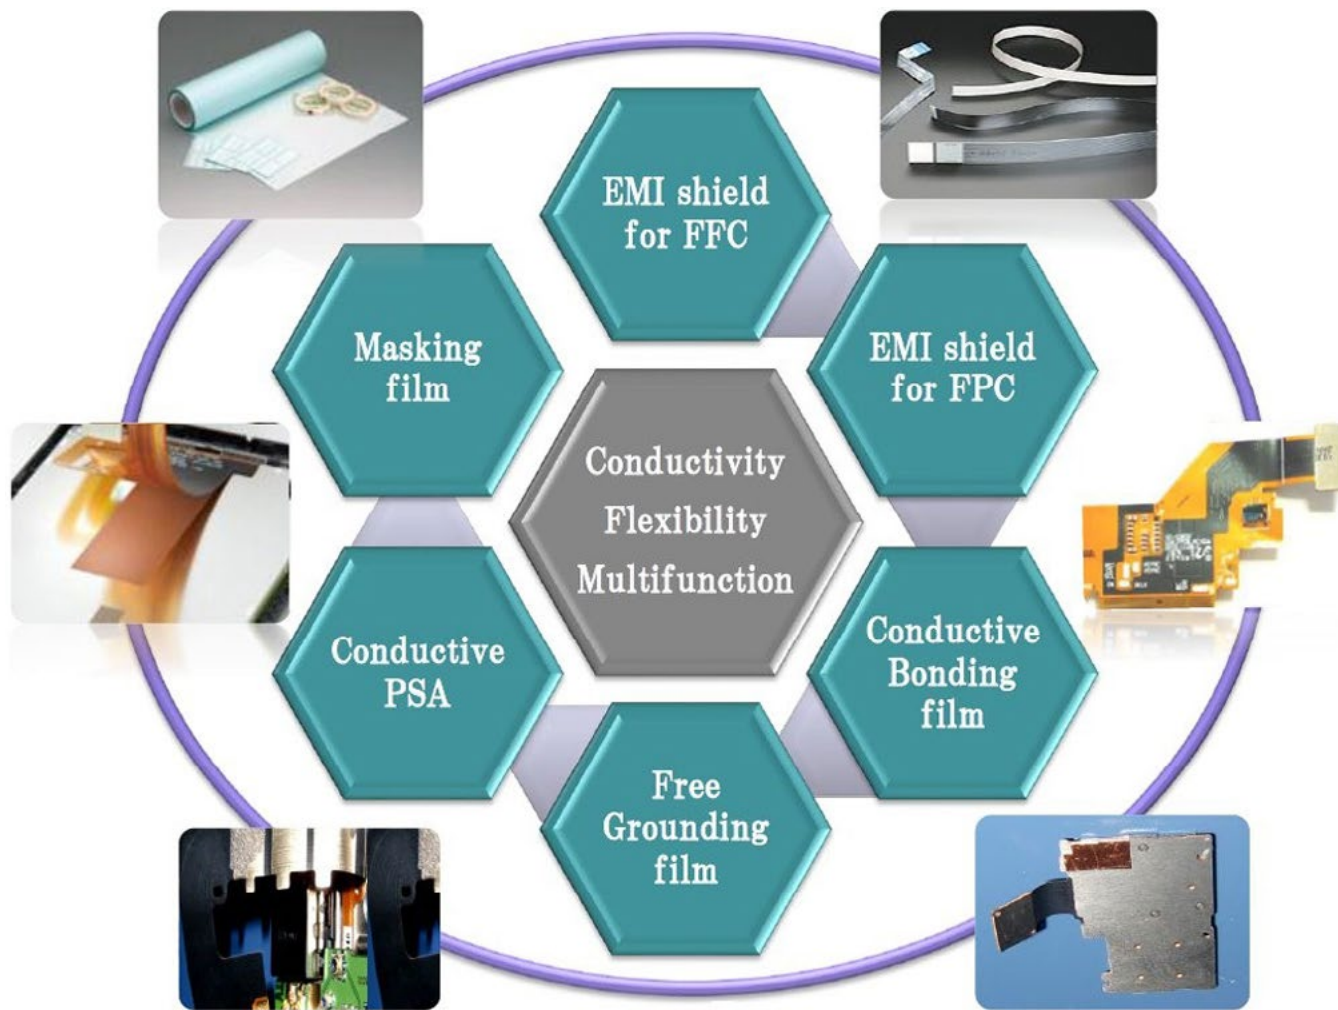 EMI shield
for FFC
EMI shield
for FPC
Conductive
Bonding
film
Free
Grounding
film
Conductive
PSA
Masking
film
Conductivity
Flexibility
Multifunction